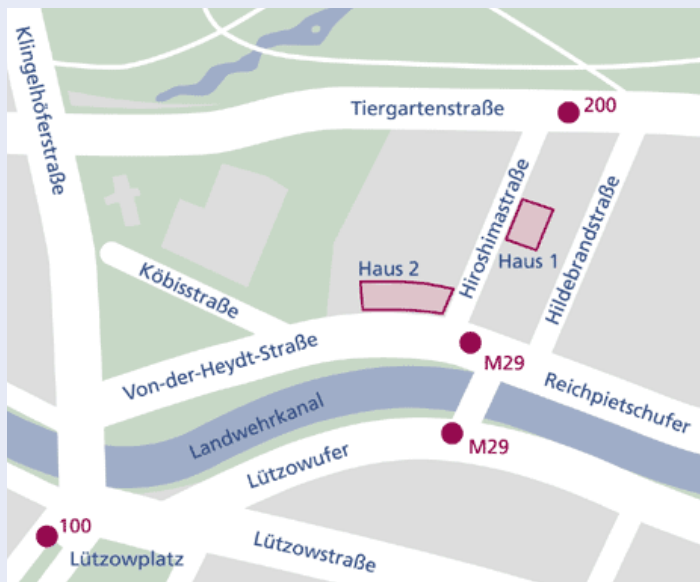 Klingelhöferstraße
Tiergartenstraße
200
Hiroshimastraße
Haus 1
Hildebrandstraße
Köbisstraße
Haus 2
Von-der-Heydt-Straße
M29
Reichpietschufer
Landwehrkanal
Lützowufer
M29
100
Lützowplatz
Lützowstraße